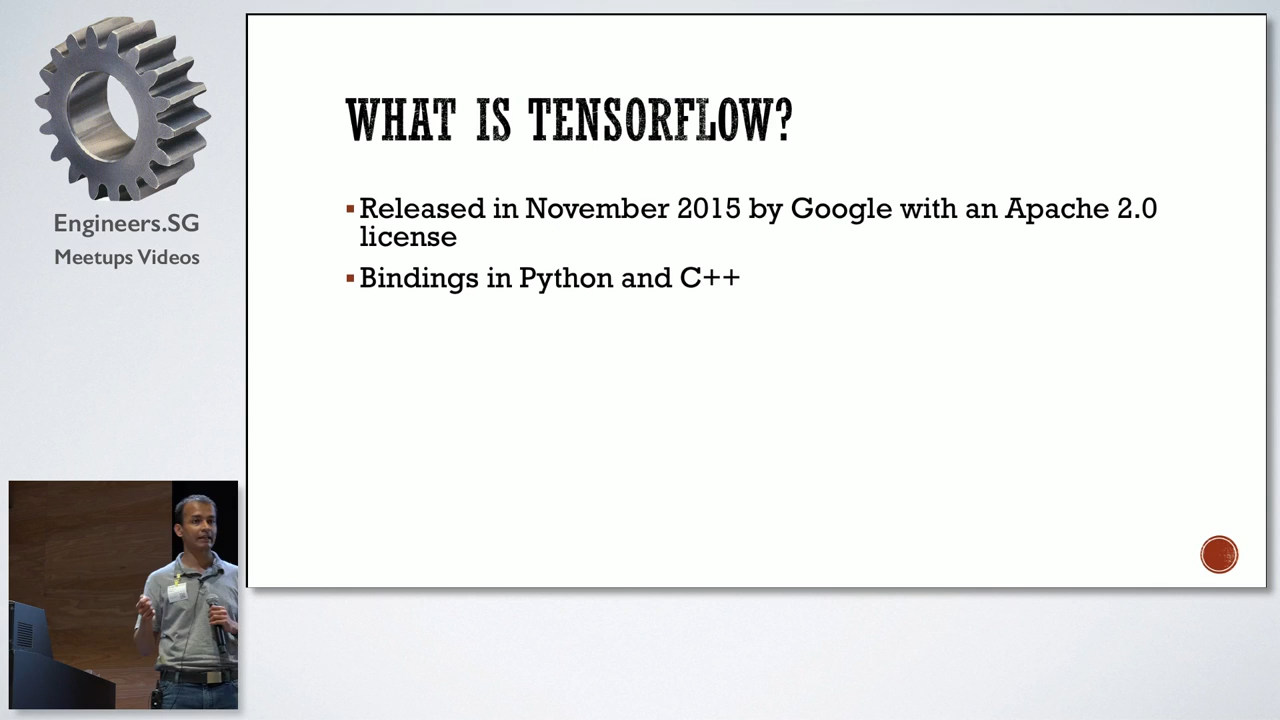 Engineers.SG
Meetups Videos
WHAT IS TENSORFLOW?
▪Released in November 2015 by Google with an Apache 2.0
license
▪Bindings in Python and C++